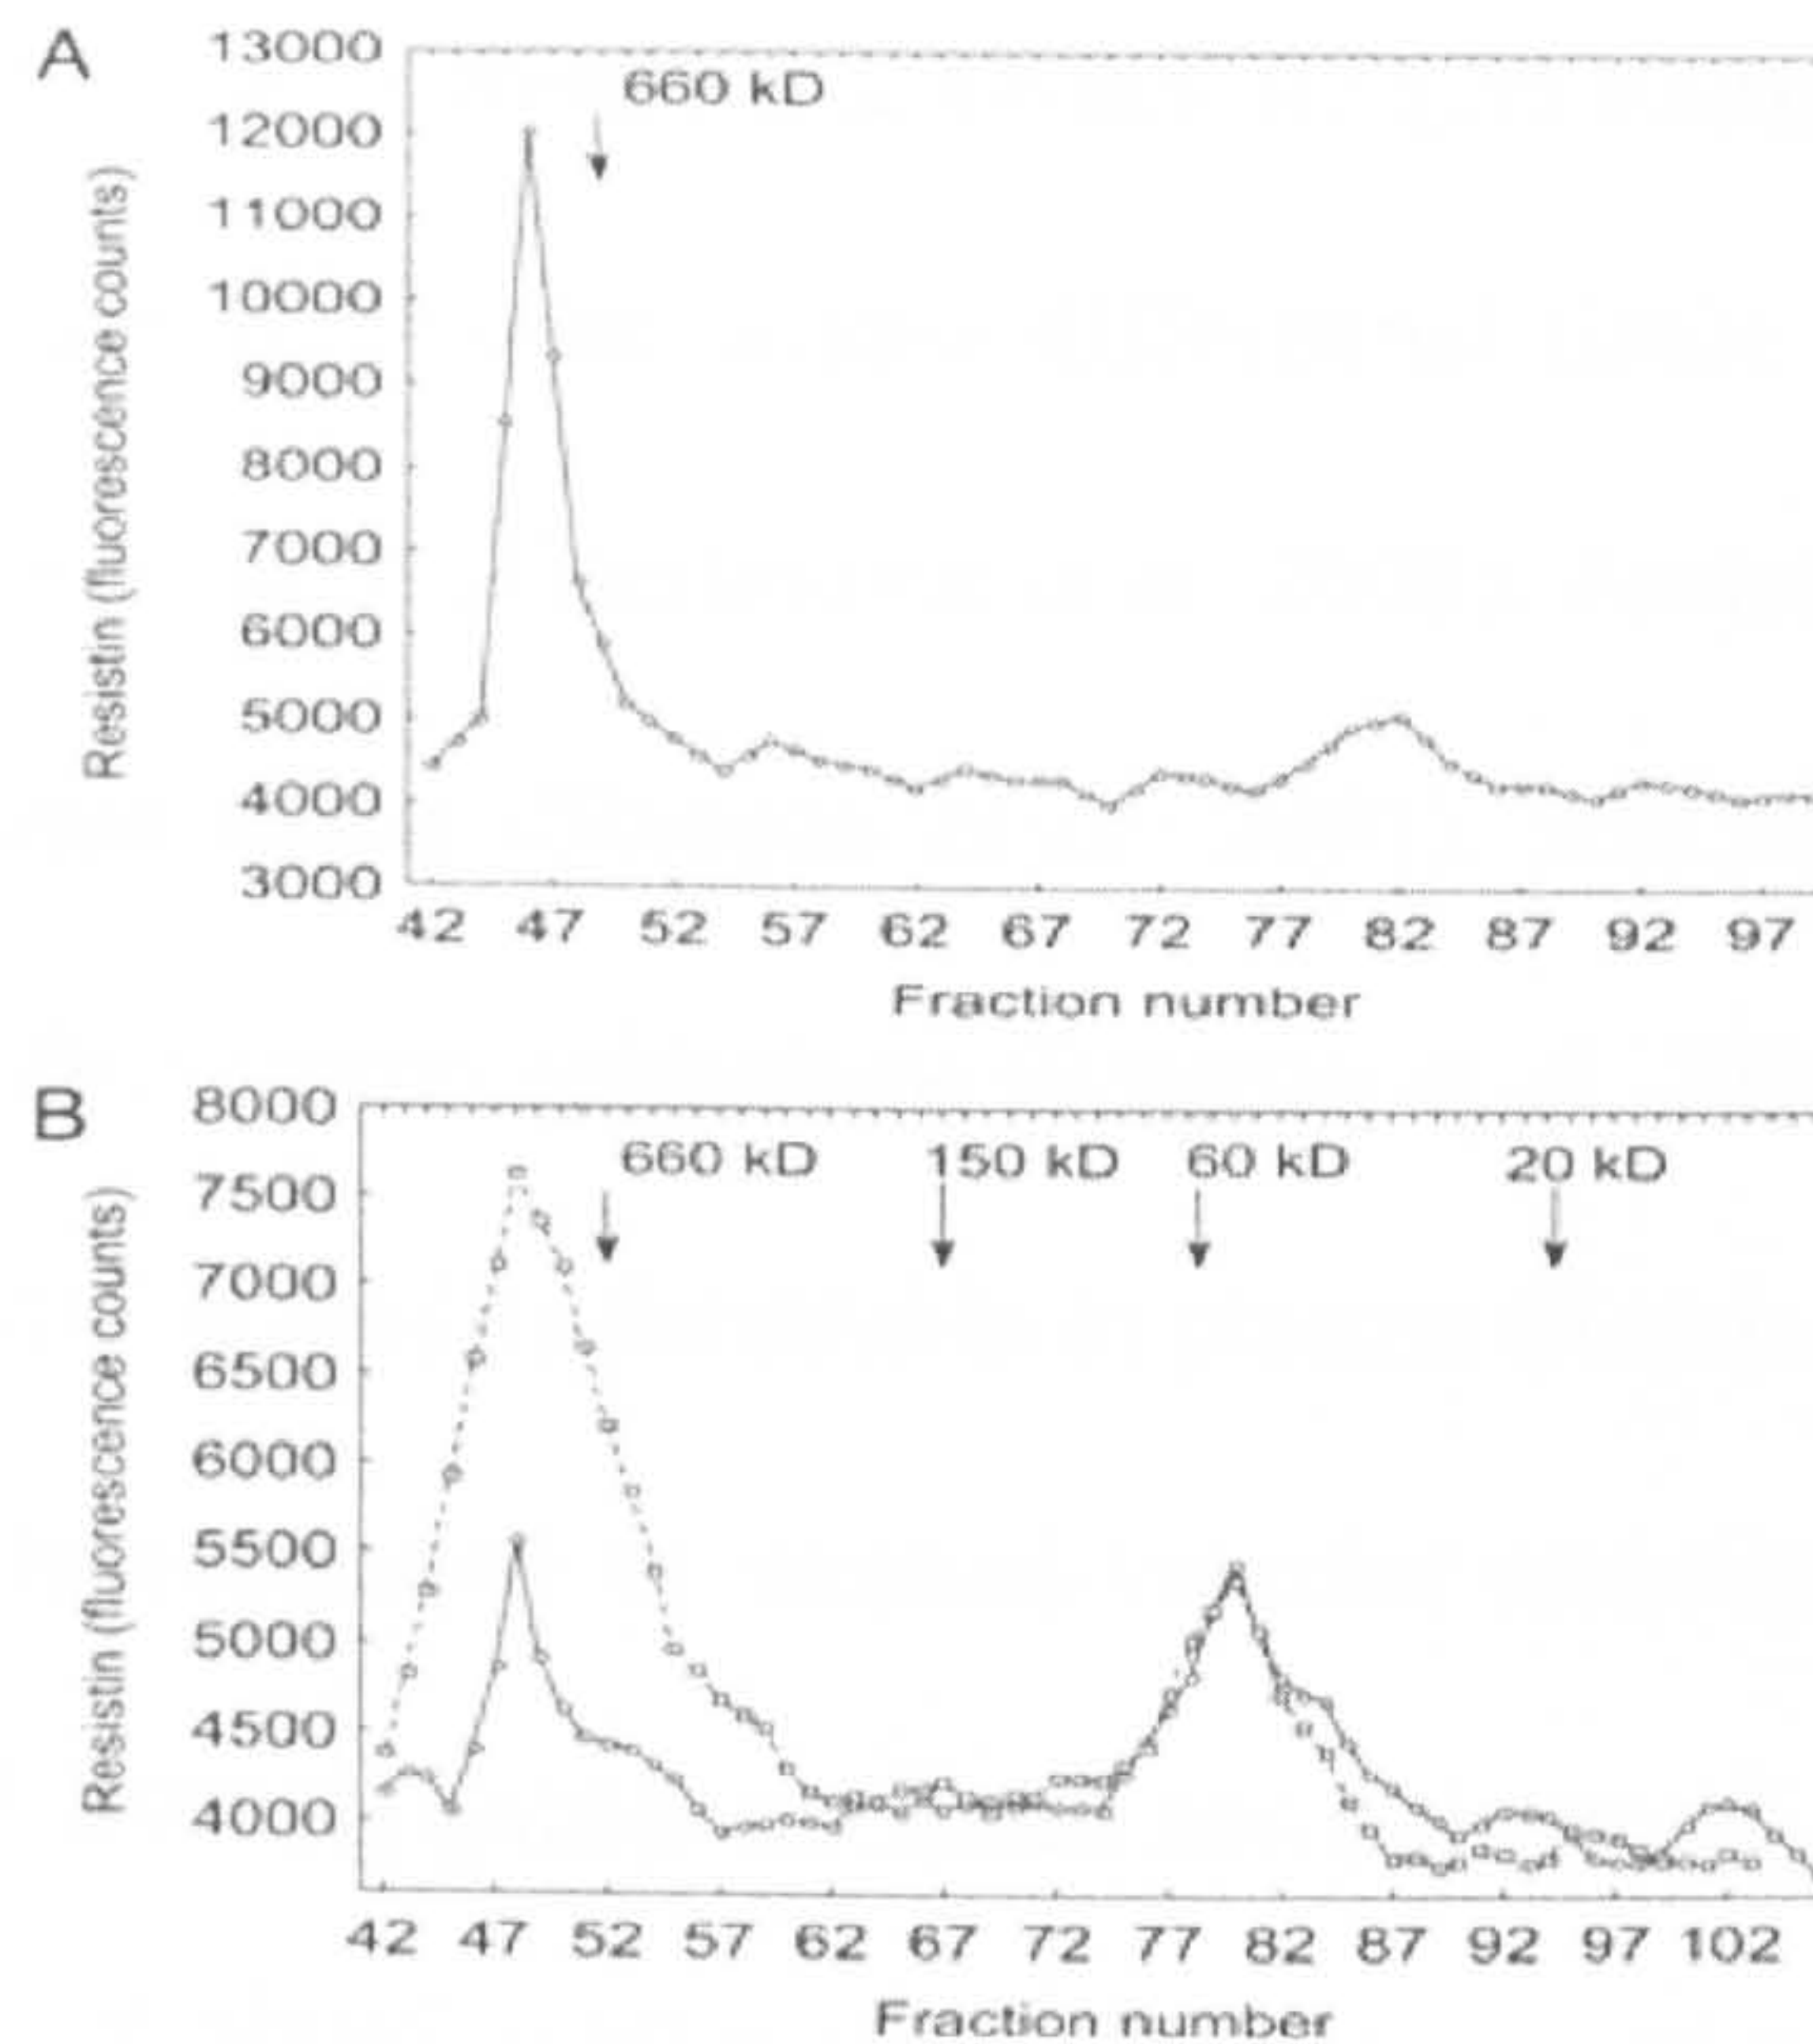 A
13000
660 kD
12000
11000
10000
9000
8000
7000
6000
5000
4000
3000
Resistin (fluorescence counts)
42 47 52 57 62 67 72 77 82 87 92 97
Fraction number
B
8000
660 kD 150 kD 60 kD 20 kD
7500
7000
6500
6000
5500
5000
4500
4000
Resistin (fluorescence counts)
42 47 52 57 62 67 72 77 82 87 92 97 102
Fraction number